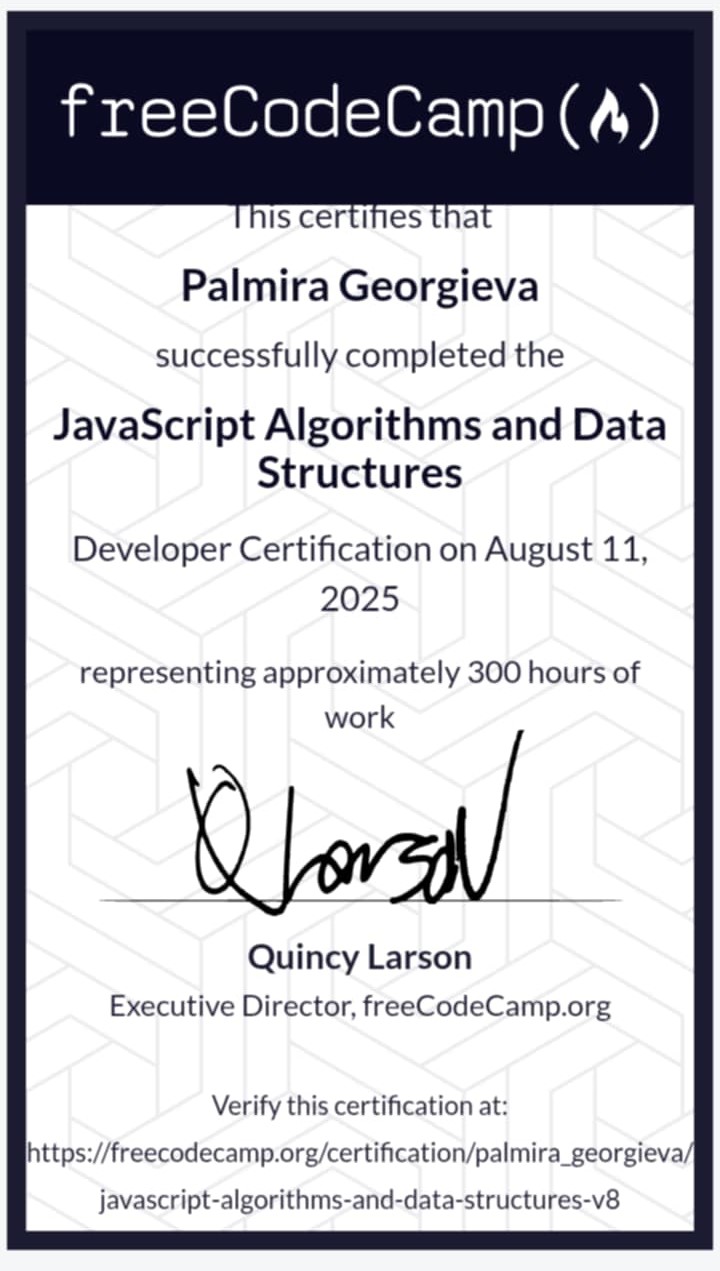 freeCodeCamp
This certifies that
Palmira Georgieva
successfully completed the
JavaScript Algorithms and Data
Structures
Developer Certification on August 11,
2025
representing approximately 300 hours of
work
Quincy Larson
Executive Director, freeCodeCamp.org
Verify this certification at:
https://freecodecamp.org/certification/palmira_georgieva/
javascript-algorithms-and-data-structures-v8